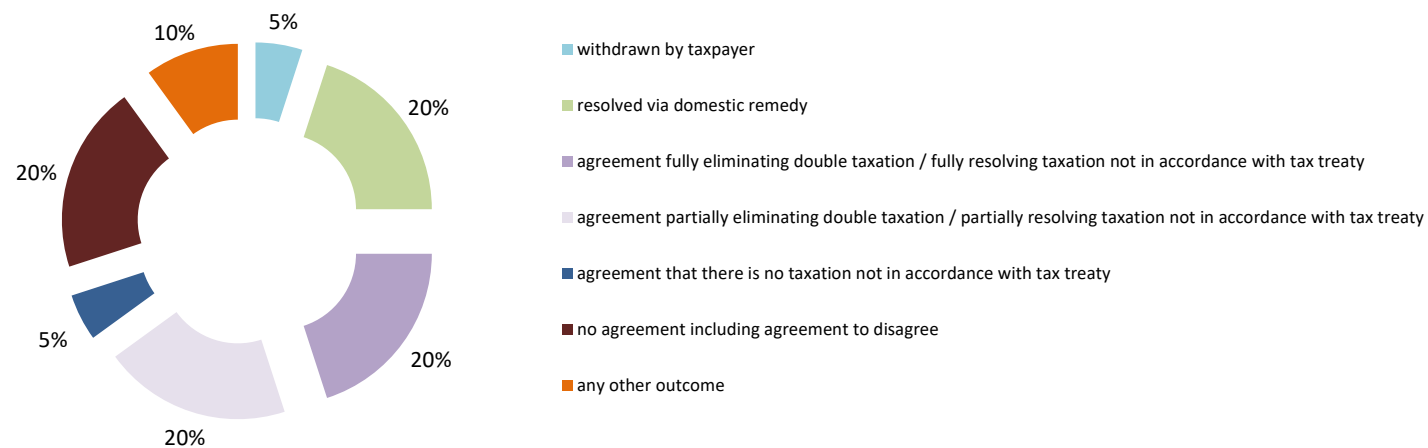 5%
20%
20%
20%
5%
20%
10%
withdrawn by taxpayer
resolved via domestic remedy
agreement fully eliminating double taxation / fully resolving taxation not in accordance with tax treaty
agreement partially eliminating double taxation / partially resolving taxation not in accordance with tax treaty
agreement that there is no taxation not in accordance with tax treaty
no agreement including agreement to disagree
any other outcome